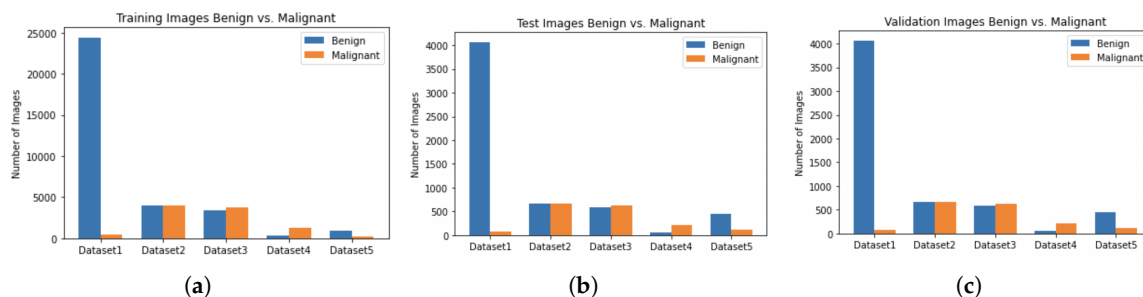 Training Images Benign vs. Malignant
25000
20000
15000
10000
5000
0
Number of Images
Benign
Malignant
Dataset1 Dataset2 Dataset3 Dataset4 Dataset5
(a)
Test Images Benign vs. Malignant
4000
3500
3000
2500
2000
1500
1000
500
0
Number of Images
Benign
Malignant
Dataset1 Dataset2 Dataset3 Dataset4 Dataset5
(b)
Validation Images Benign vs. Malignant
4000
3500
3000
2500
2000
1500
1000
500
0
Number of Images
Benign
Malignant
Dataset1 Dataset2 Dataset3 Dataset4 Dataset5
(c)